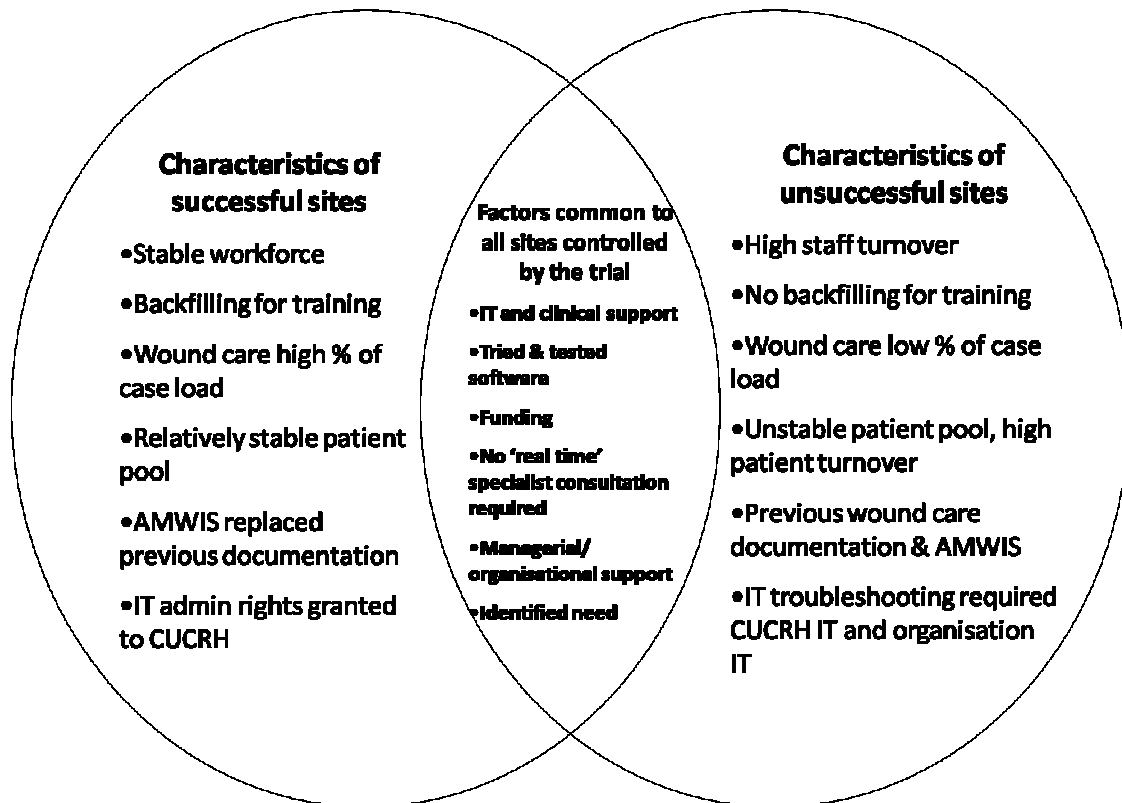 Characteristics of
successful sites
•Stable workforce
•Backfilling for training
•Wound care high % of
case load
•Relatively stable patient
pool
•AMWIS replaced
previous documentation
•IT admin rights granted
to CUCRH
Factors common to
all sites controlled
by the trial
•IT and clinical support
•Tried & tested
software
•Funding
•No ‘real time’
specialist consultation
required
•Managerial/
organisational support
•Identified need
Characteristics of
unsuccessful sites
•High staff turnover
•No backfilling for training
•Wound care low % of case
load
•Unstable patient pool, high
patient turnover
•Previous wound care
documentation & AMWIS
•IT troubleshooting required
CUCRH IT and organisation
IT